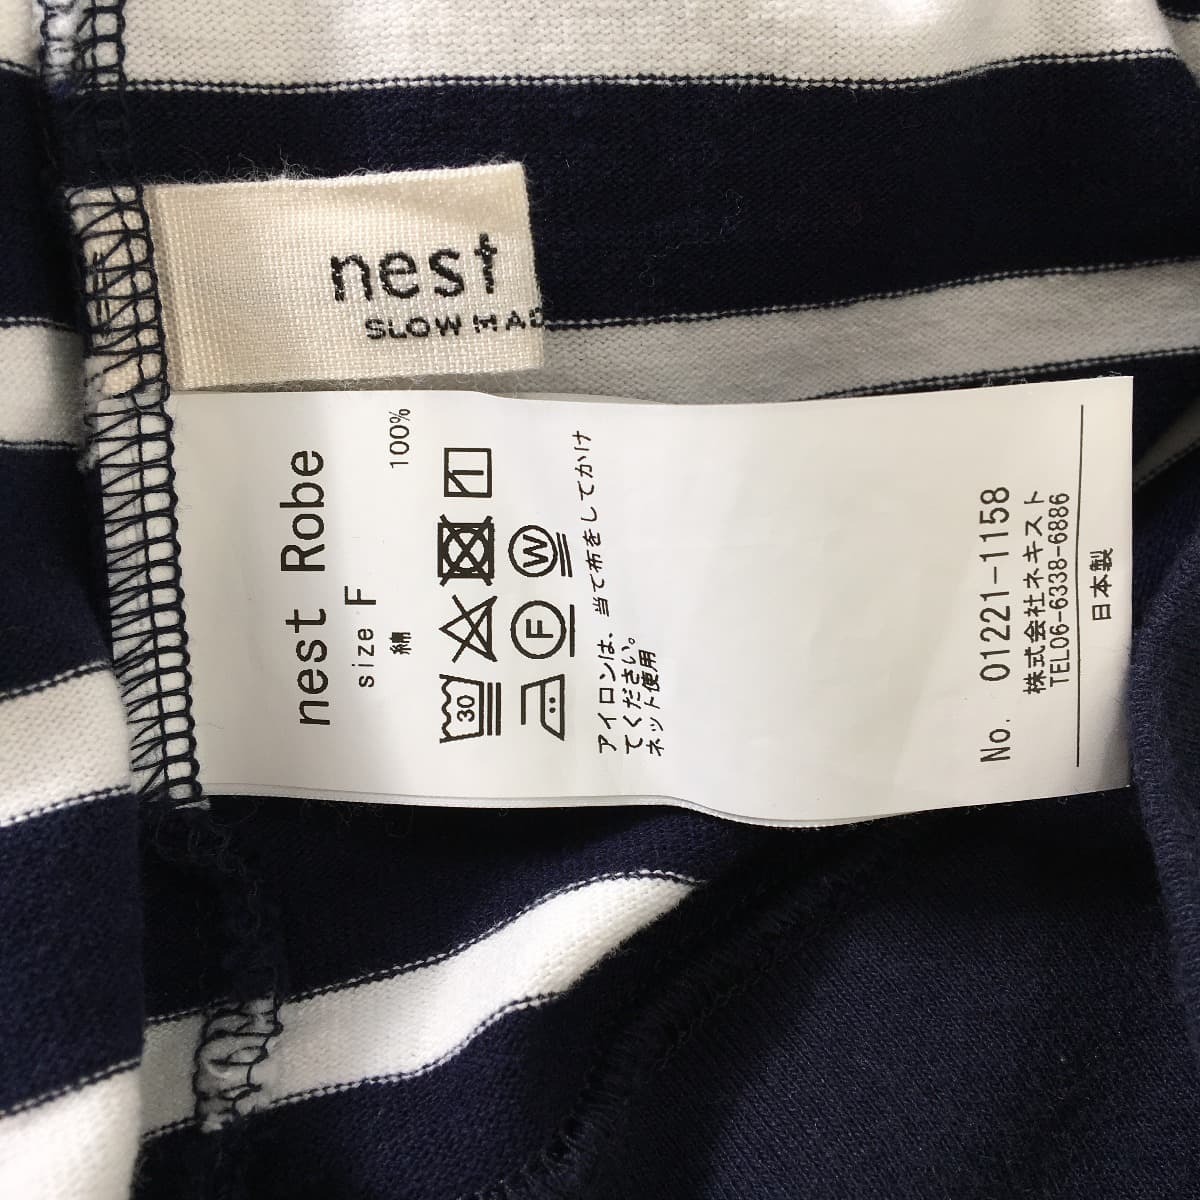 nest
SLOW MAD
nest Robe
size F
綿 100%
30
F W
アイロンは、当て布をしてかけ
てください。
ネット使用
No. 01221-1158
株式会社ネキスト
TEL06-6338-6886
日本製